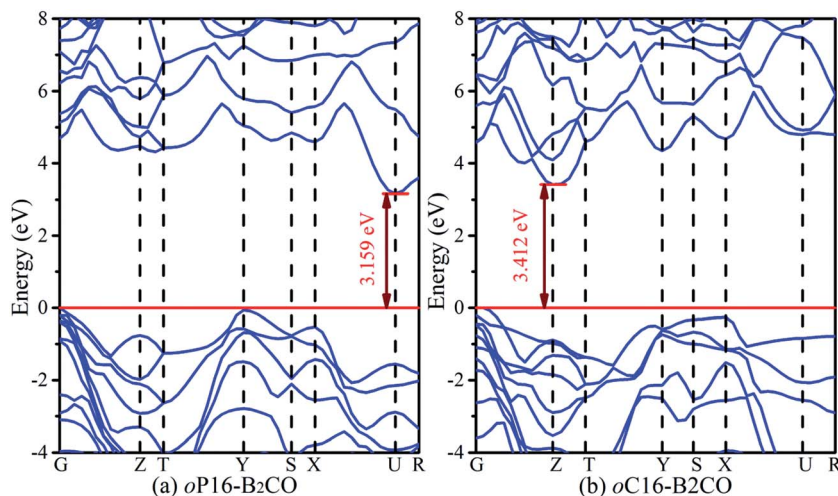 8
6
4
2
0
-2
-4
Energy (eV)
3.159 eV
G Z T Y S X U R
(a) oP16-B₂CO
8
6
4
2
0
-2
-4
Energy (eV)
3.412 eV
G Z T Y S X U R
(b) oC16-B2CO